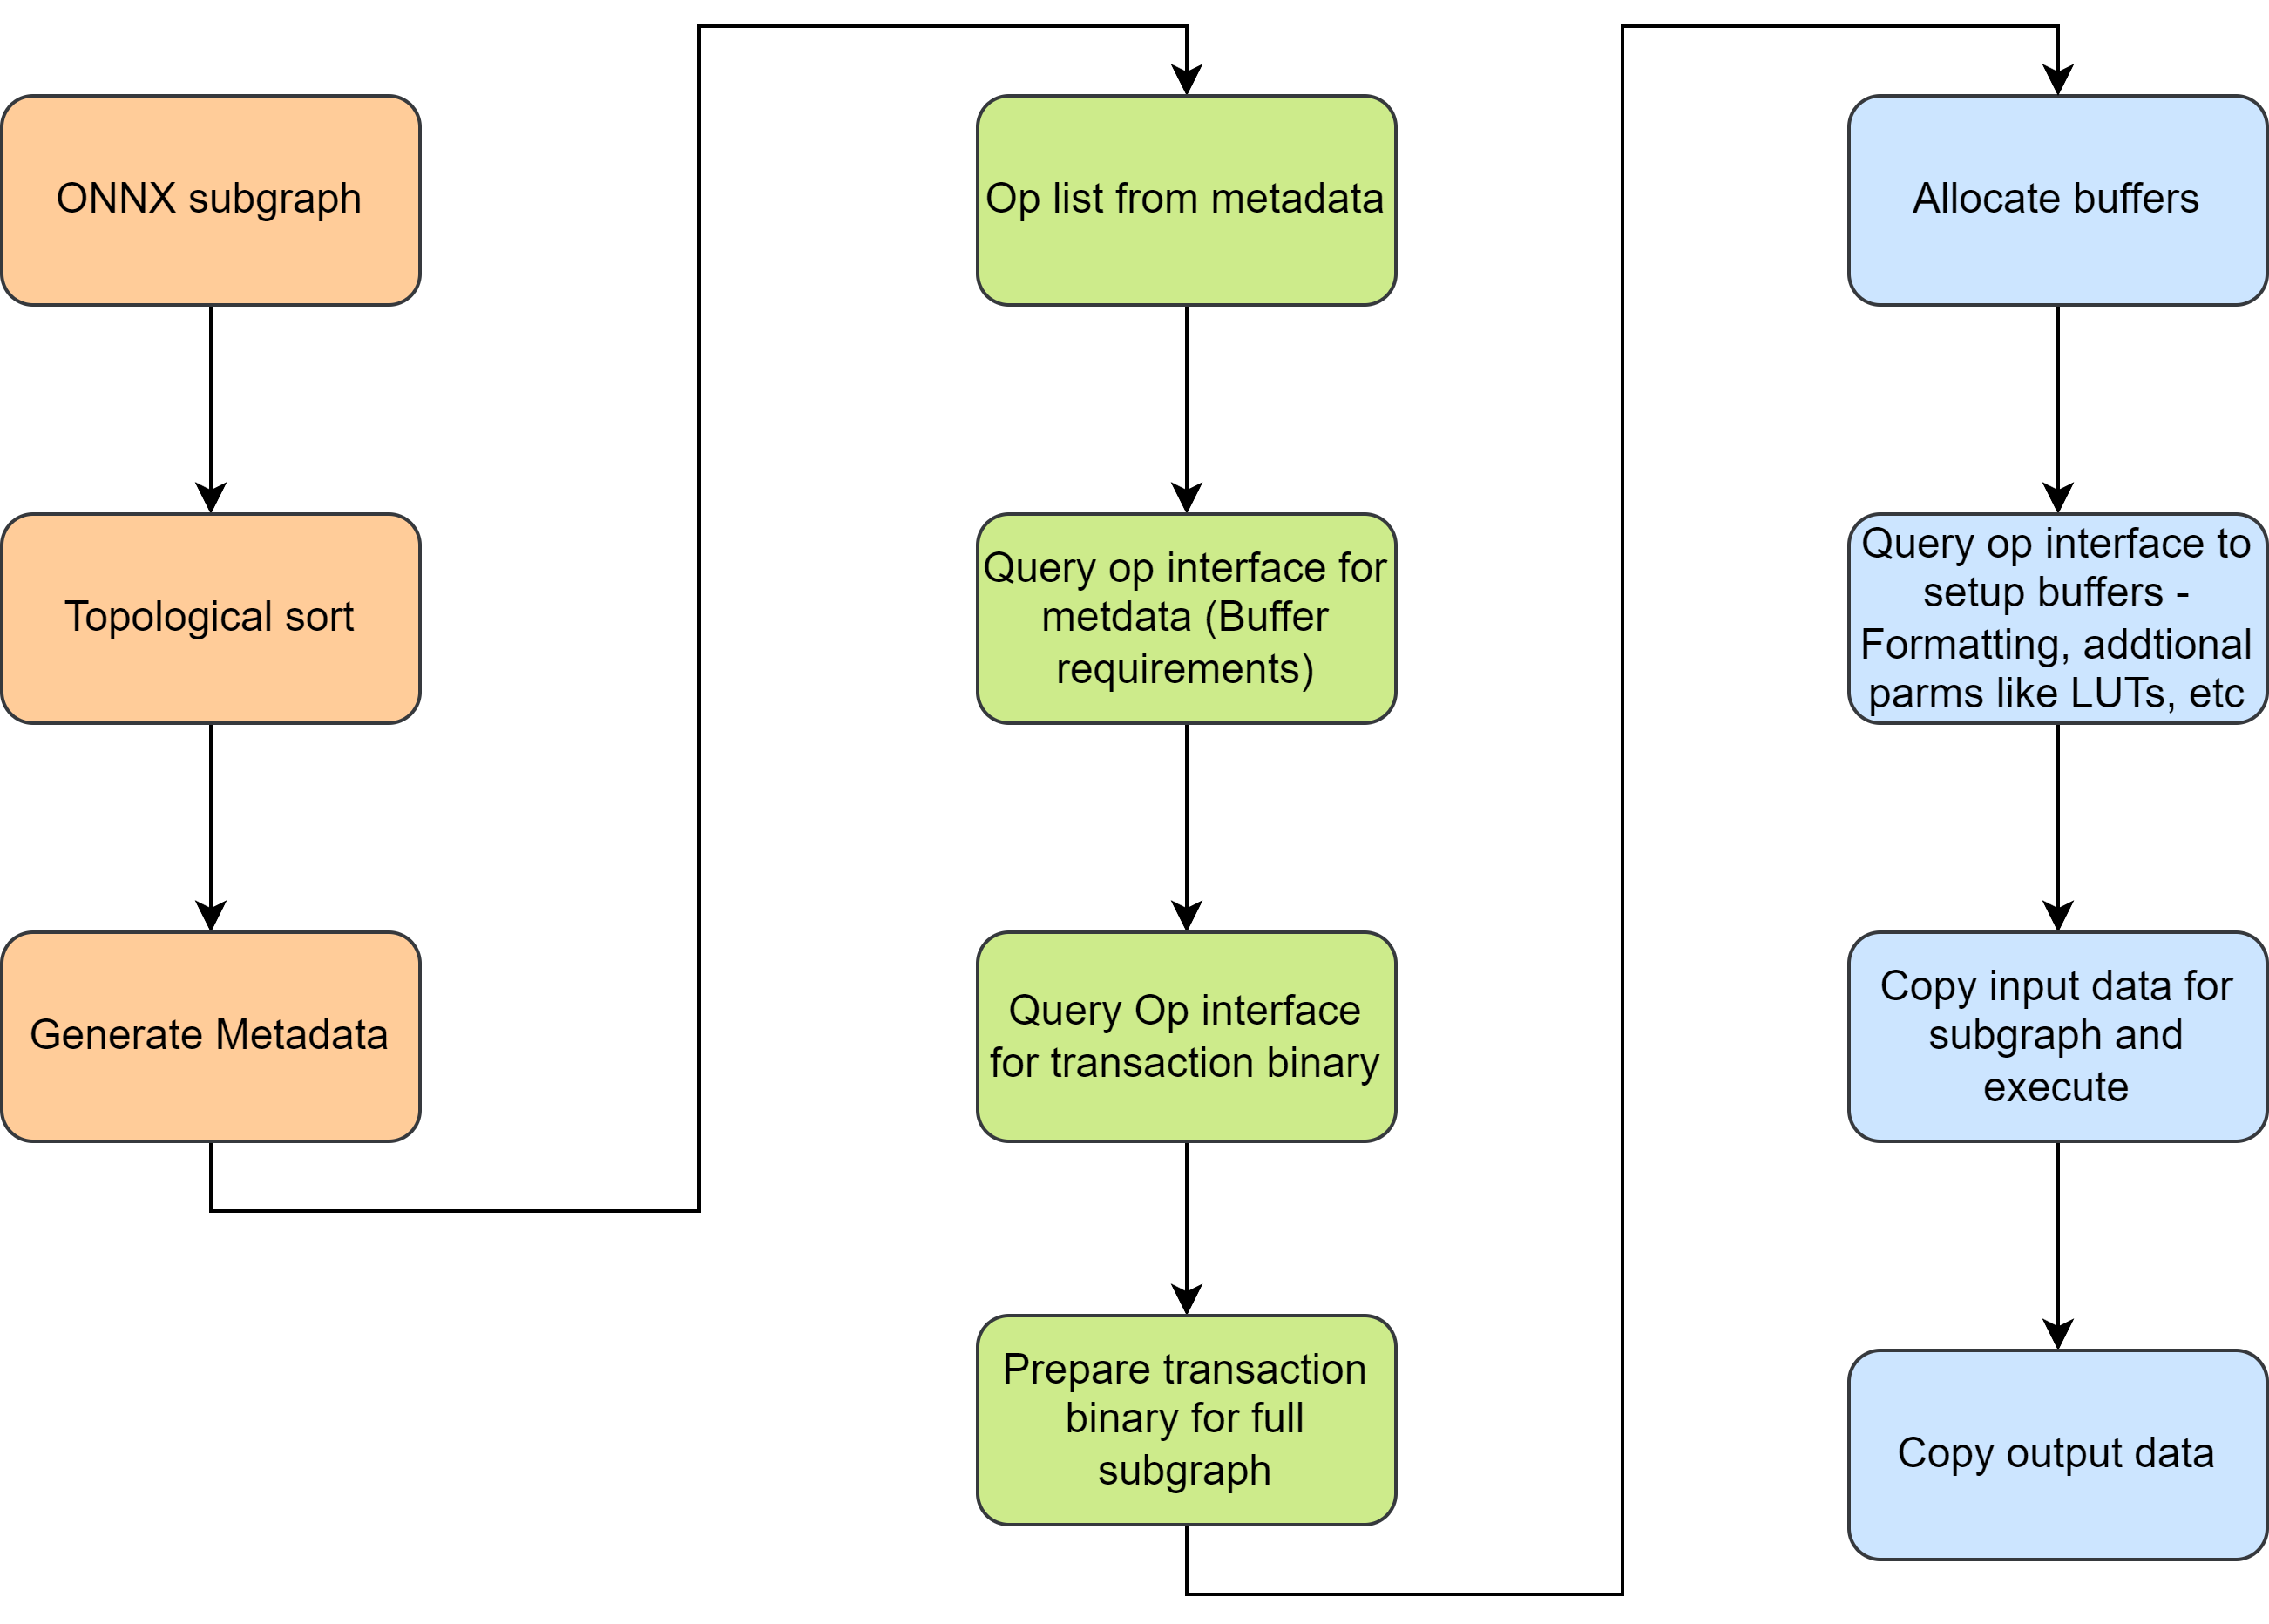 ONNX subgraph
Topological sort
Generate Metadata
Op list from metadata
Query op interface for
metdata (Buffer
requirements)
Query Op interface
for transaction binary
Prepare transaction
binary for full
subgraph
Allocate buffers
Query op interface to
setup buffers -
Formatting, addtional
parms like LUTs, etc
Copy input data for
subgraph and
execute
Copy output data